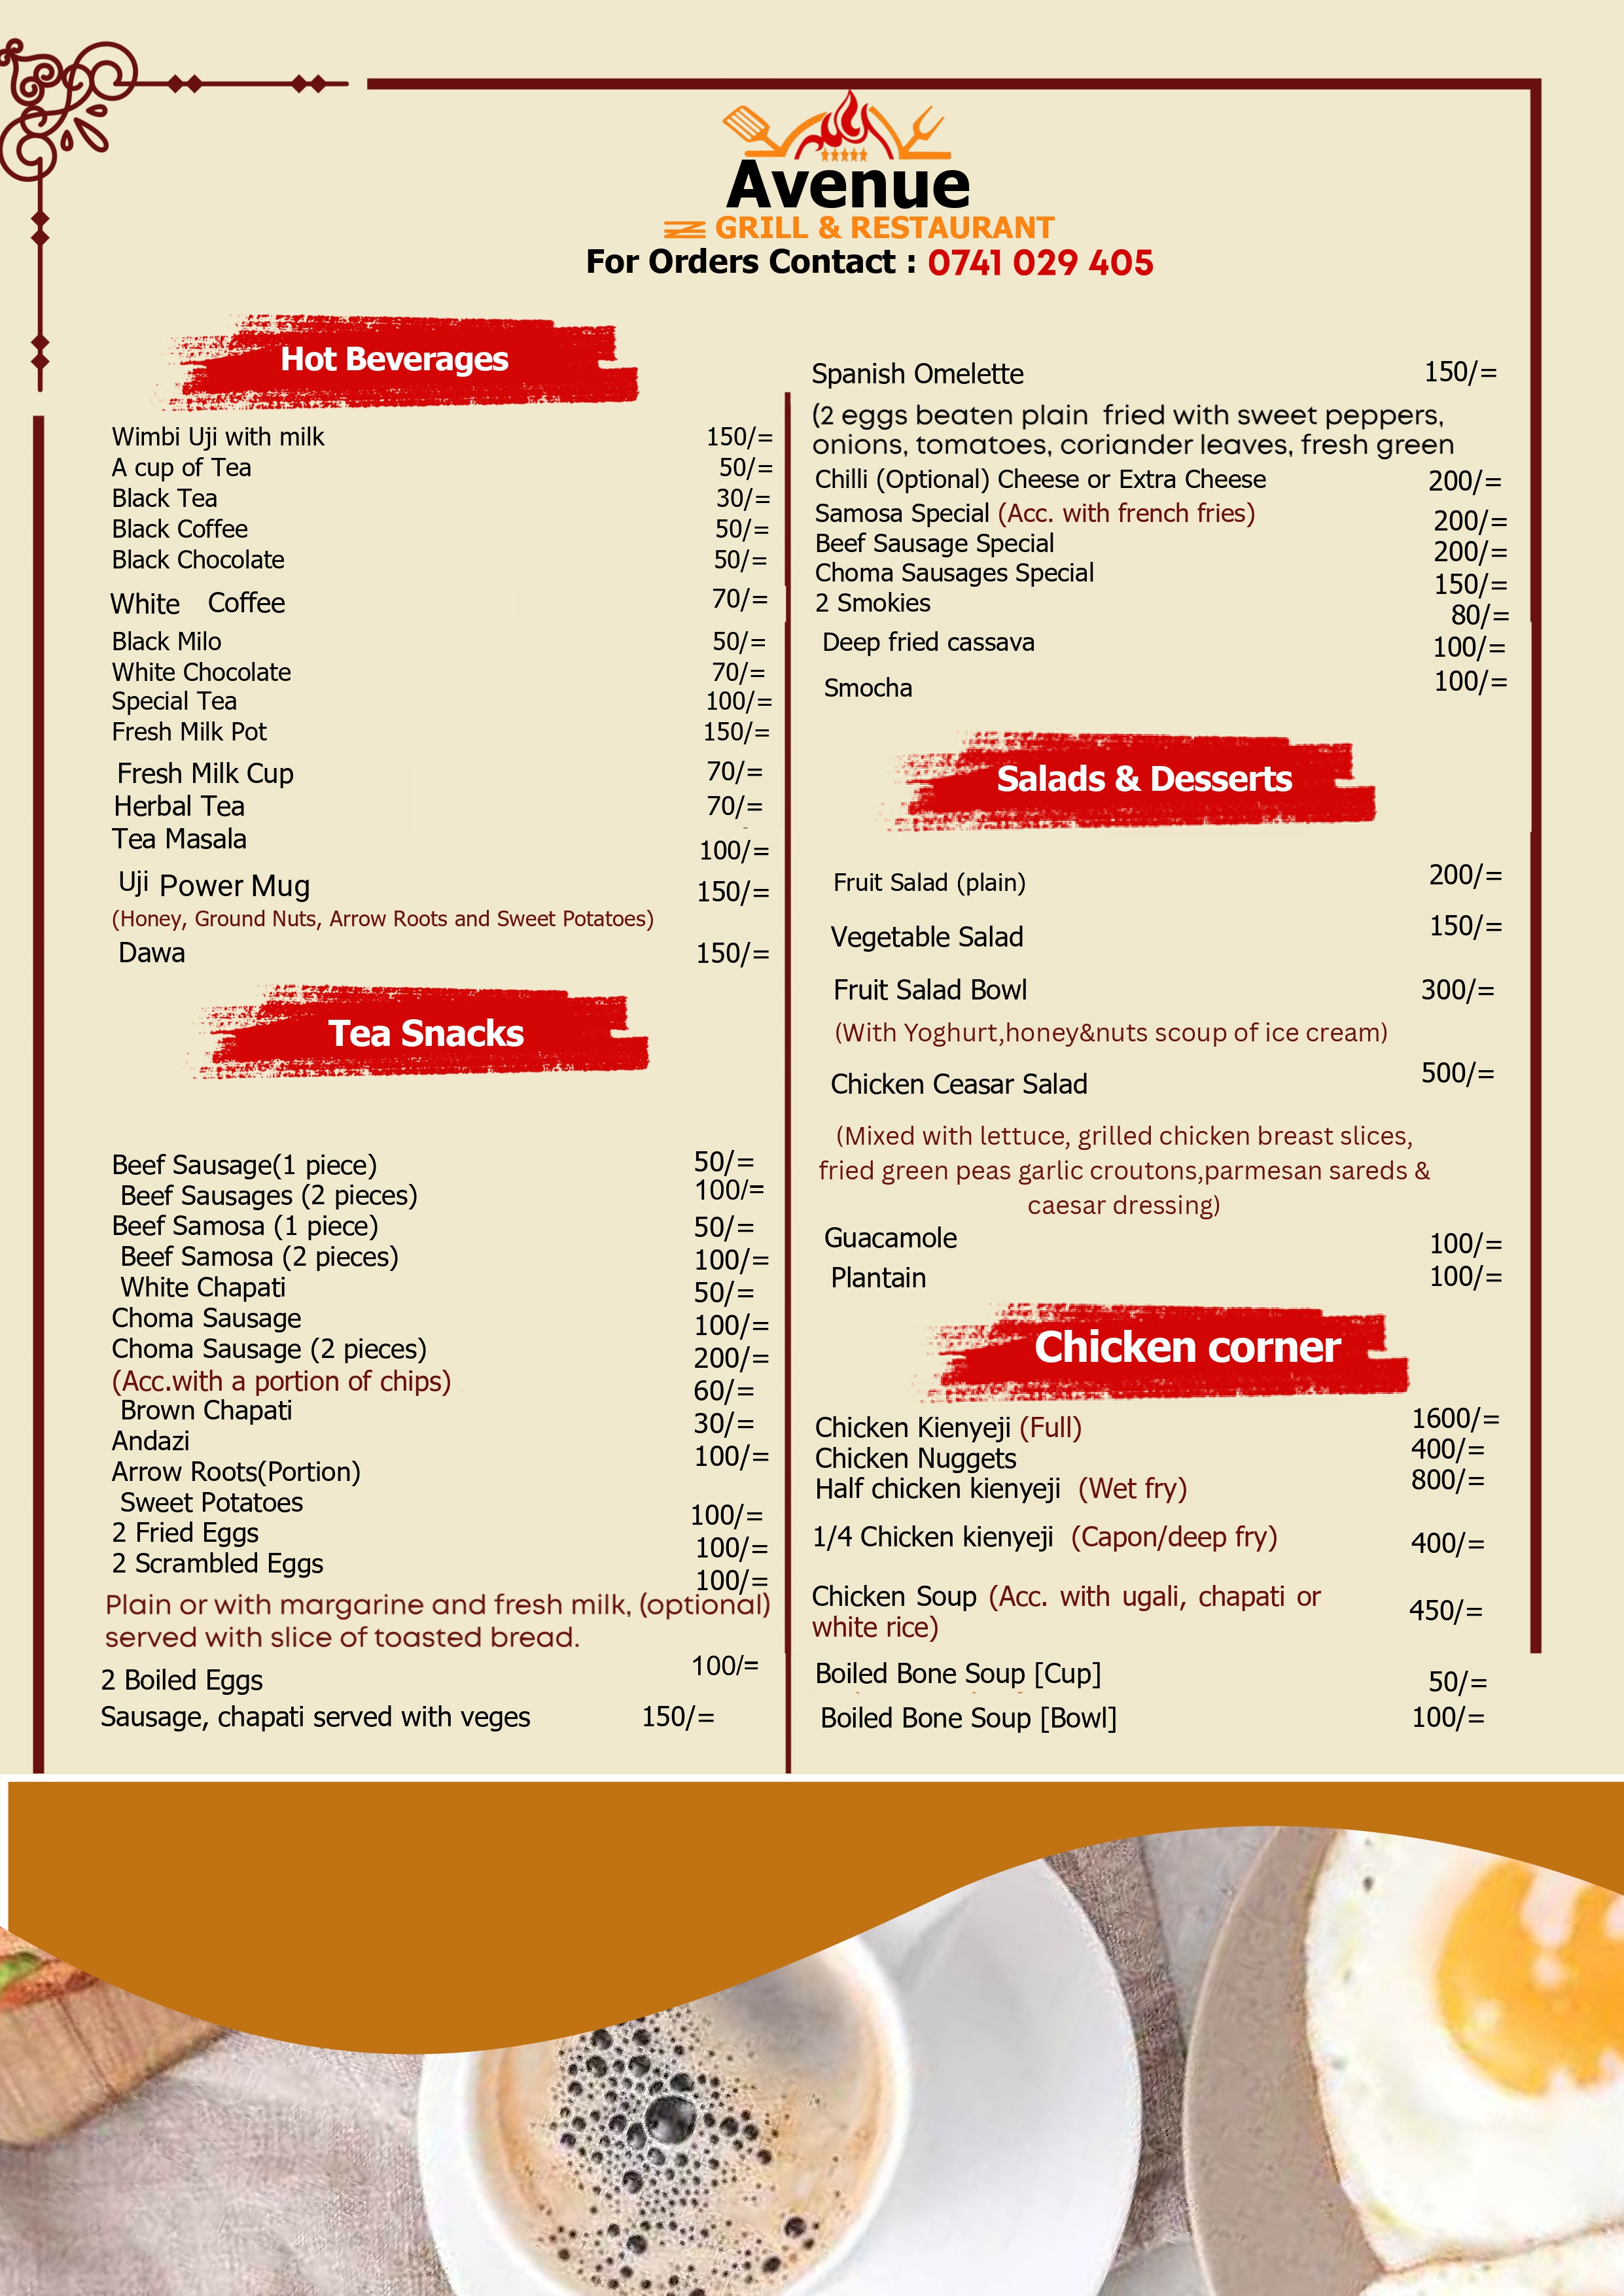 Avenue
GRILL & RESTAURANT
For Orders Contact : 0741 029 405
Hot Beverages
Wimbi Uji with milk 150/=
A cup of Tea 50/=
Black Tea 30/=
Black Coffee 50/=
Black Chocolate 50/=
White Coffee 70/=
Black Milo 50/=
White Chocolate 70/=
Special Tea 100/=
Fresh Milk Pot 150/=
Fresh Milk Cup 70/=
Herbal Tea 70/=
Tea Masala 100/=
Uji Power Mug 150/=
(Honey, Ground Nuts, Arrow Roots and Sweet Potatoes)
Dawa 150/=
Tea Snacks
Beef Sausage(1 piece) 50/=
Beef Sausages (2 pieces) 100/=
Beef Samosa (1 piece) 50/=
Beef Samosa (2 pieces) 100/=
White Chapati 50/=
Choma Sausage 100/=
Choma Sausage (2 pieces) 200/=
(Acc.with a portion of chips) 60/=
Brown Chapati 30/=
Andazi 100/=
Arrow Roots(Portion)
Sweet Potatoes 100/=
2 Fried Eggs 100/=
2 Scrambled Eggs 100/=
Plain or with margarine and fresh milk, (optional)
served with slice of toasted bread.
2 Boiled Eggs 100/=
Sausage, chapati served with veges 150/=
Spanish Omelette 150/=
(2 eggs beaten plain fried with sweet peppers,
onions, tomatoes, coriander leaves, fresh green
Chilli (Optional) Cheese or Extra Cheese 200/=
Samosa Special (Acc. with french fries) 200/=
Beef Sausage Special 200/=
Choma Sausages Special 150/=
2 Smokies 80/=
Deep fried cassava 100/=
Smocha 100/=
Salads & Desserts
Fruit Salad (plain) 200/=
Vegetable Salad 150/=
Fruit Salad Bowl 300/=
(With Yoghurt,honey&nuts scoup of ice cream)
Chicken Ceasar Salad 500/=
(Mixed with lettuce, grilled chicken breast slices,
fried green peas garlic croutons,parmesan sareds &
caesar dressing)
Guacamole 100/=
Plantain 100/=
Chicken corner
Chicken Kienyeji (Full) 1600/=
Chicken Nuggets 400/=
Half chicken kienyeji (Wet fry) 800/=
1/4 Chicken kienyeji (Capon/deep fry) 400/=
Chicken Soup (Acc. with ugali, chapati or
white rice) 450/=
Boiled Bone Soup [Cup] 50/=
Boiled Bone Soup [Bowl] 100/=